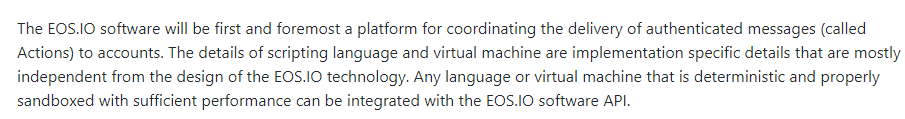 The EOS.IO software will be first and foremost a platform for coordinating the delivery of authenticated messages (called
Actions) to accounts. The details of scripting language and virtual machine are implementation specific details that are mostly
independent from the design of the EOS.IO technology. Any language or virtual machine that is deterministic and properly
sandboxed with sufficient performance can be integrated with the EOS.IO software API.